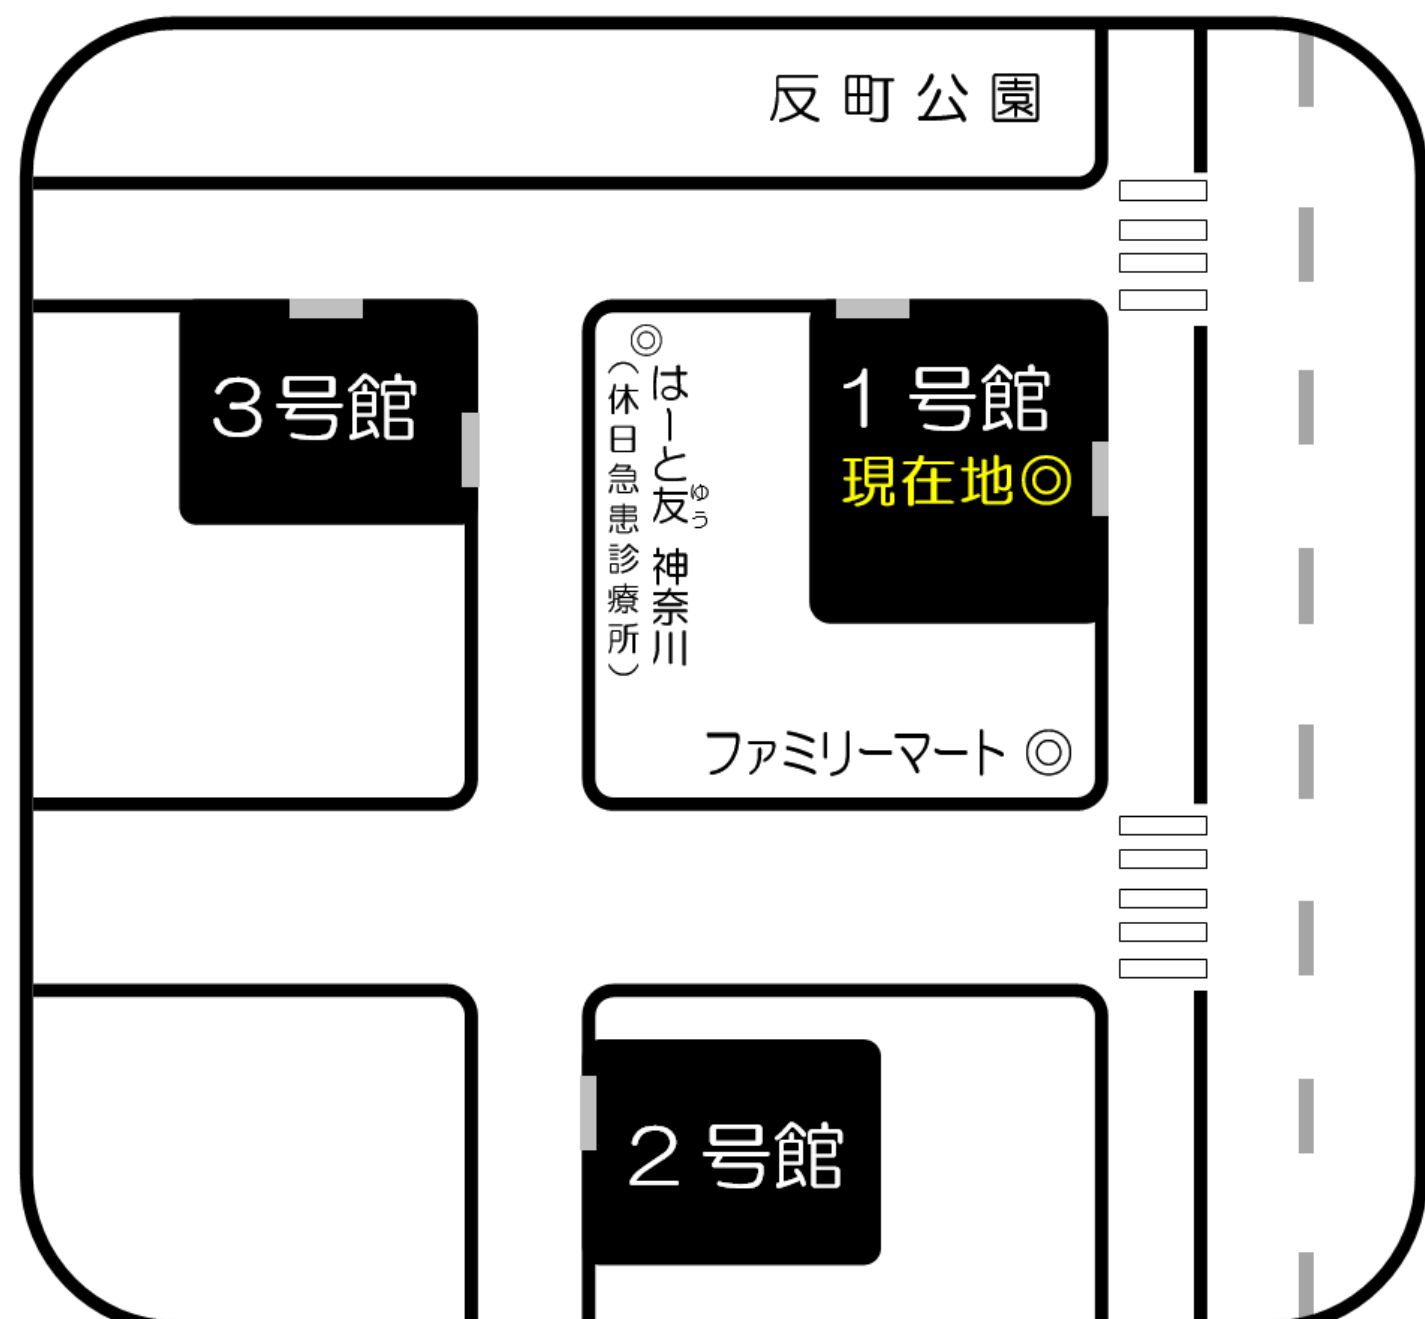 反町公園
3号館
1号館
現在地◎
◎
はーと友 神奈川
ゆう
(休日急患診療所)
ファミリーマート ◎
2号館